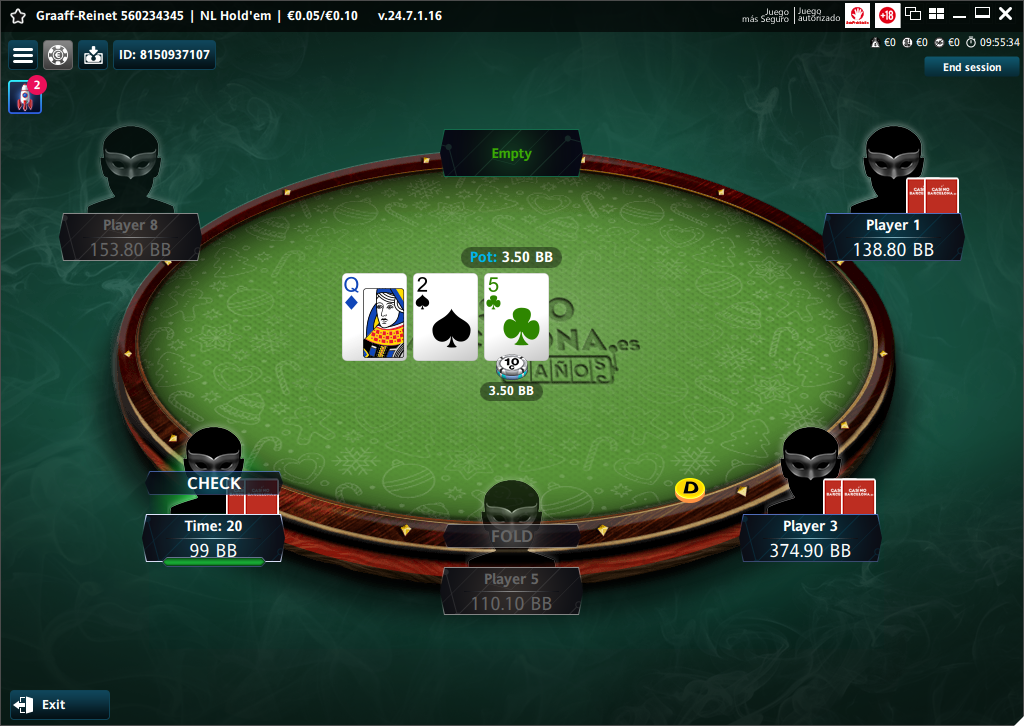 Graaff-Reinet 560234345 | NL Hold'em | €0.05/€0.10 v.24.7.1.16
Juego más Seguro
Juego autorizado
+18
ID: 8150937107
€0 €0 €0 09:55:34
End session
2
Empty
Player 8
153.80 BB
Player 1
138.80 BB
Pot: 3.50 BB
Q
2
5
.es
AÑOS
10
C
3.50 BB
CHECK
Time: 20
99 BB
FOLD
Player 5
110.10 BB
D
Player 3
374.90 BB
Exit